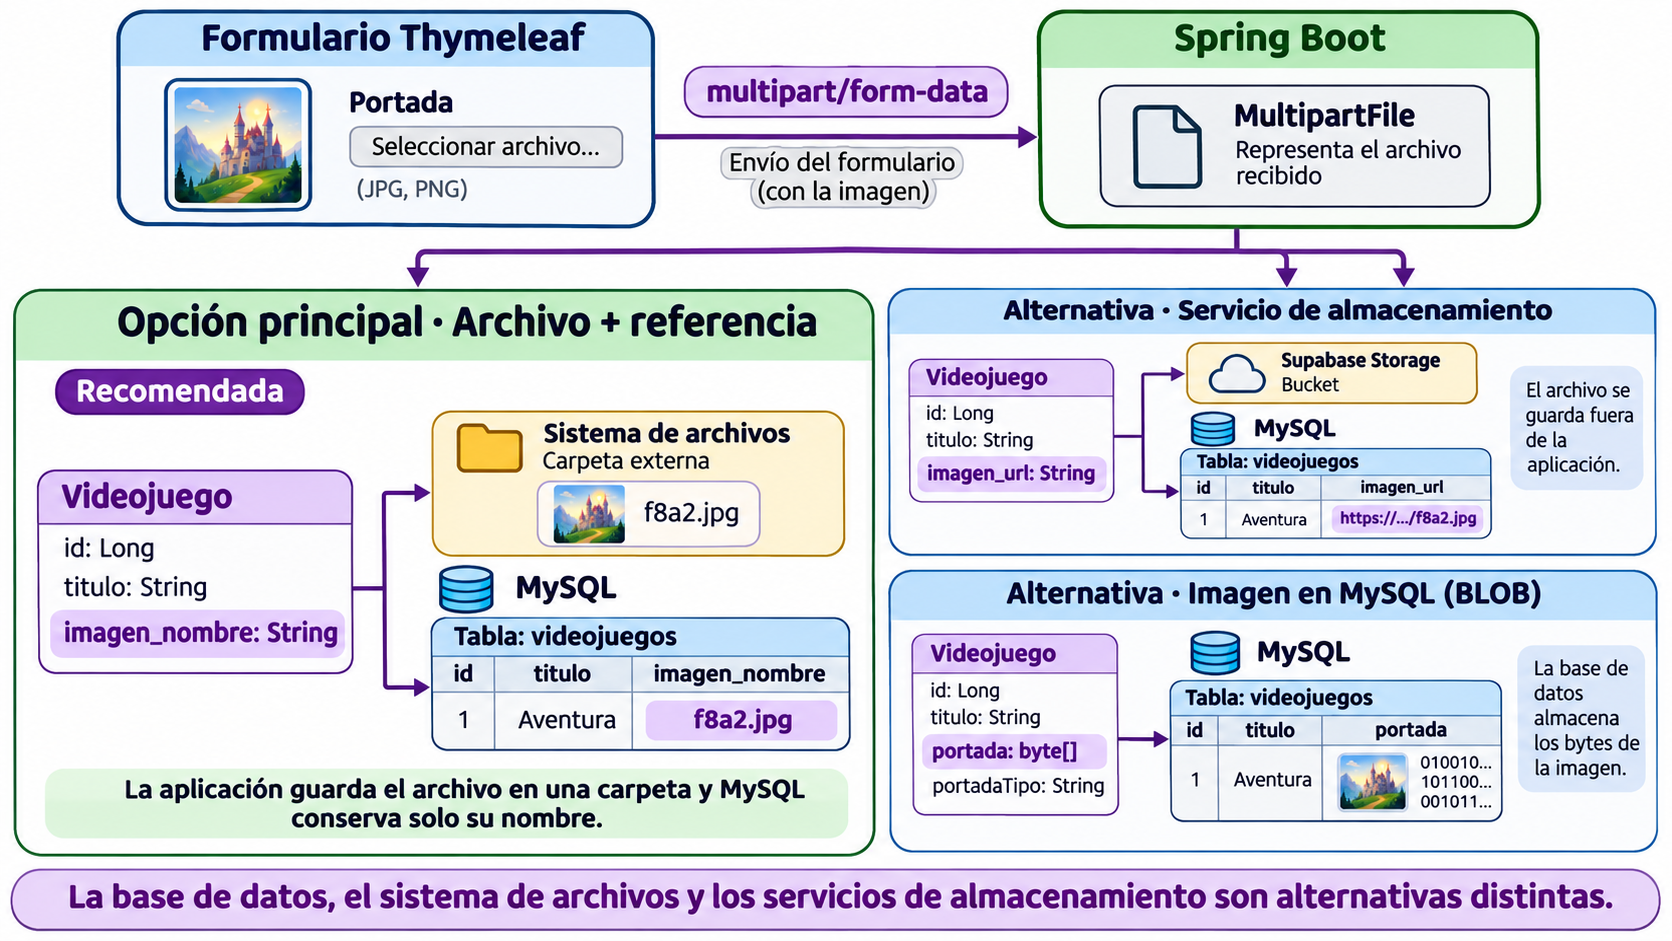 Formulario Thymeleaf
Portada
Seleccionar archivo...
(JPG, PNG)
multipart/form-data
Envío del formulario
(con la imagen)
Spring Boot
MultipartFile
Representa el archivo
recibido
Opción principal · Archivo + referencia
Recomendada
Videojuego
id: Long
titulo: String
imagen_nombre: String
Sistema de archivos
Carpeta externa
f8a2.jpg
MySQL
Tabla: videojuegos
id titulo imagen_nombre
1 Aventura f8a2.jpg
La aplicación guarda el archivo en una carpeta y MySQL
conserva solo su nombre.
Alternativa · Servicio de almacenamiento
Videojuego
id: Long
titulo: String
imagen_url: String
Supabase Storage
Bucket
MySQL
Tabla: videojuegos
id titulo imagen_url
1 Aventura https://.../f8a2.jpg
El archivo se
guarda fuera
de la
aplicación.
Alternativa · Imagen en MySQL (BLOB)
Videojuego
id: Long
titulo: String
portada: byte[]
portadaTipo: String
MySQL
Tabla: videojuegos
id titulo portada
1 Aventura
010010...
101100...
001011...
La base de
datos
almacena
los bytes de
la imagen.
La base de datos, el sistema de archivos y los servicios de almacenamiento son alternativas distintas.